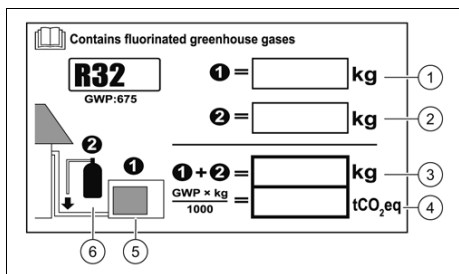 Contains fluorinated greenhouse gases
R32
GWP:675
❶= kg ①
❷= kg ②
❷
❶
❶+❷= kg ③
GWP × kg
1000
= tCO₂eq ④
⑥ ⑤